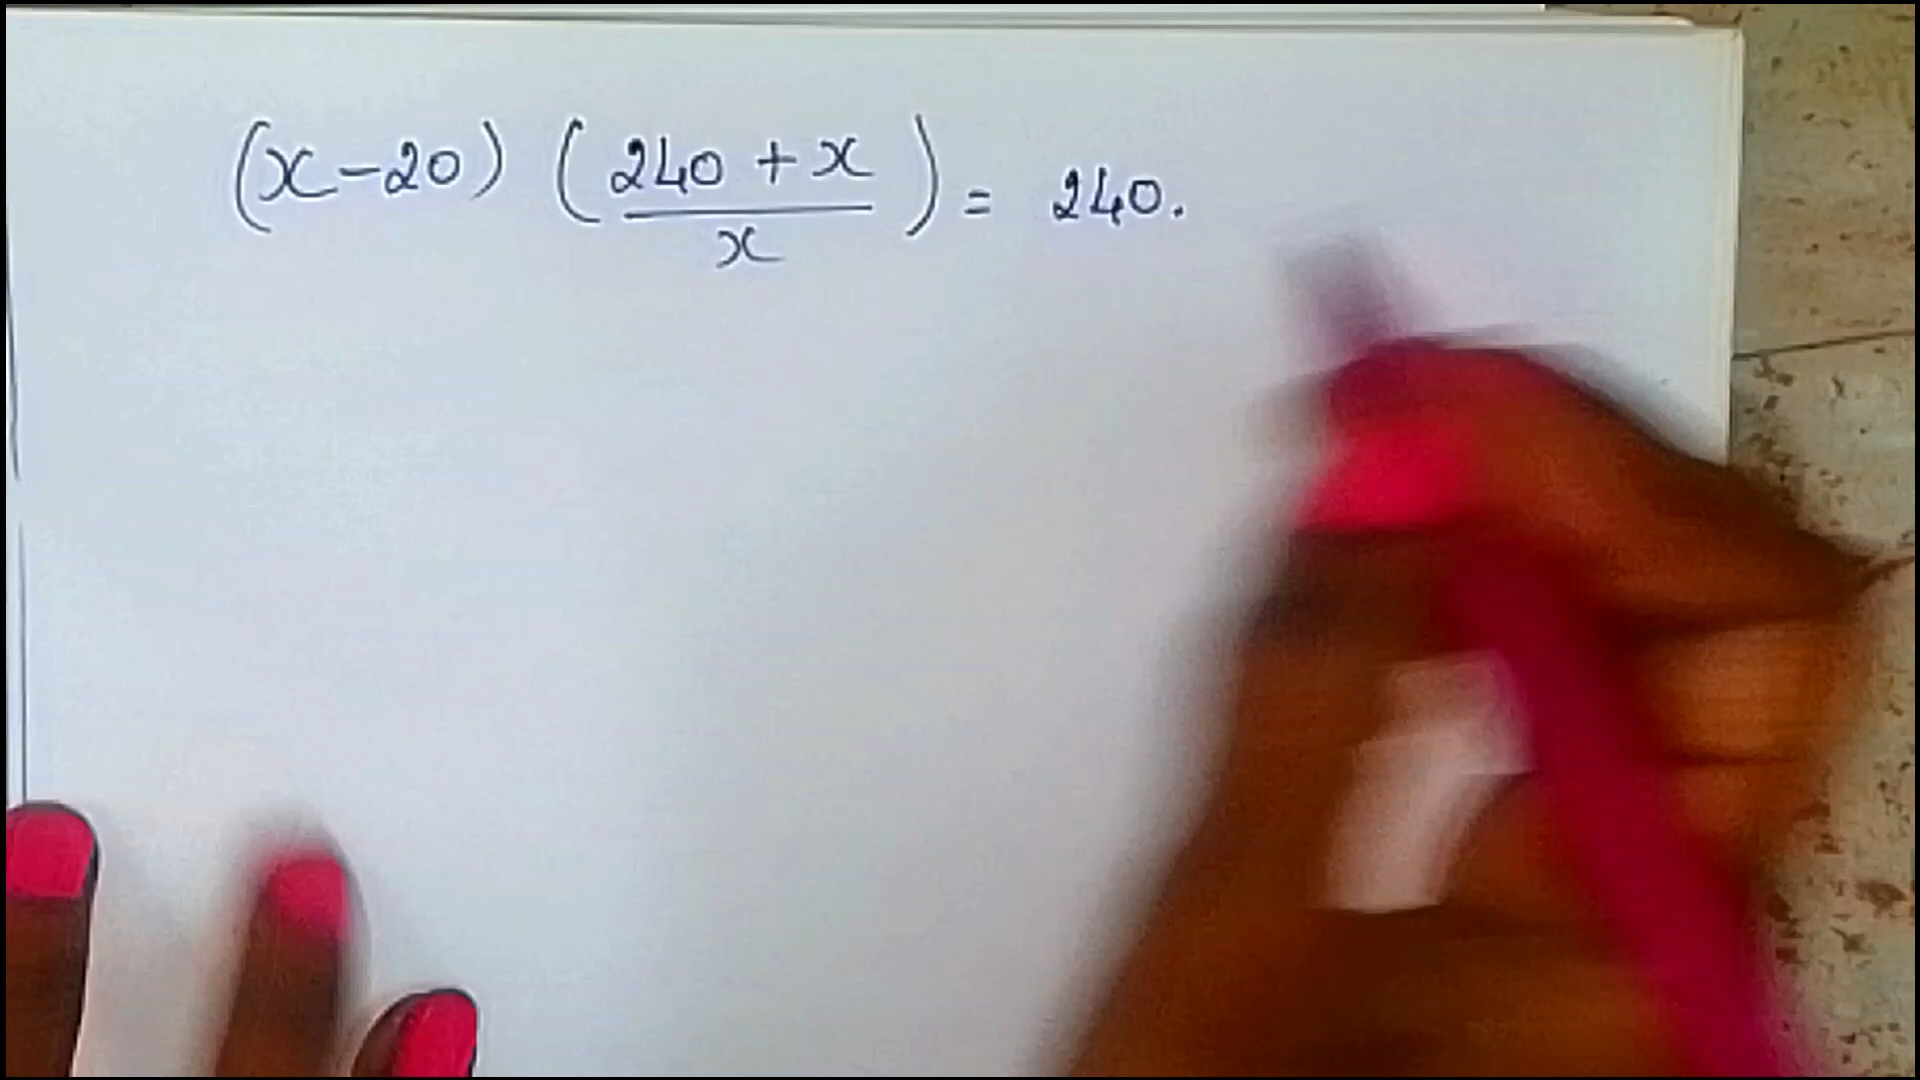 (x-20) (240+x/x) = 240.